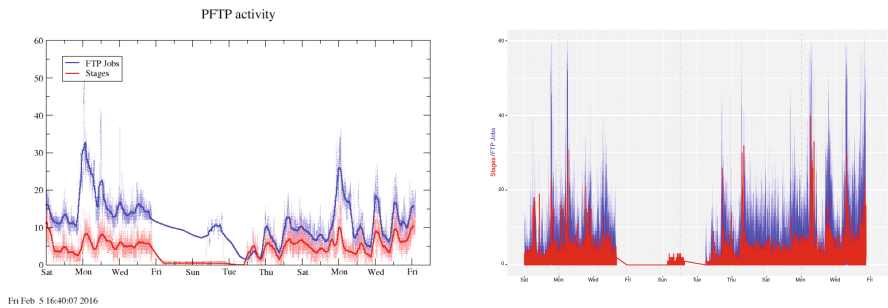 PFTP activity
60
50
40
30
20
10
0
FTP Jobs
Stages
Sat Mon Wed Fri Sun Tue Thu Sat Mon Wed Fri
Fri Feb 5 16:40:07 2016
Stages/FTP Jobs
60
40
20
0
Sat Mon Wed Fri Sun Tue Thu Sat Mon Wed Fri